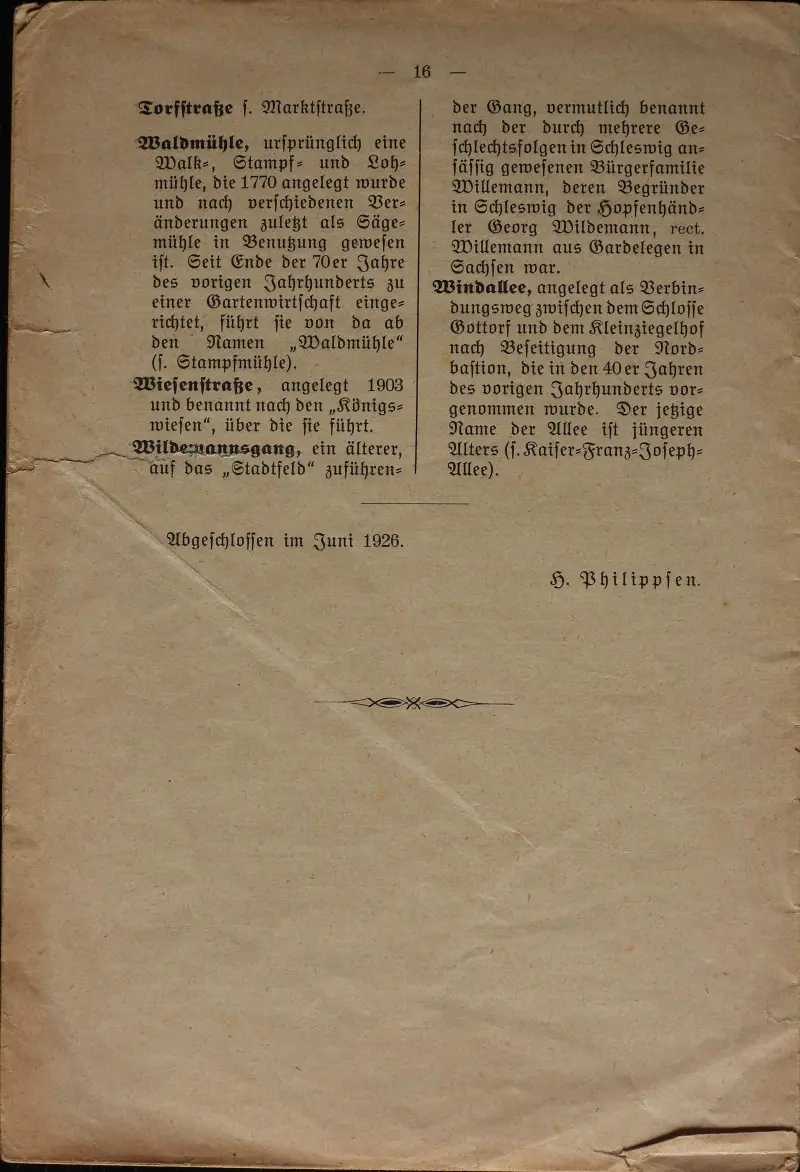 — 16 —
Torfstraße s. Marktstraße.
Waldmühle, ursprünglich eine
Walk-, Stampf- und Loh-
mühle, die 1770 angelegt wurde
und nach verschiedenen Ver-
änderungen zuletzt als Säge-
mühle in Benutzung gewesen
ist. Seit Ende der 70er Jahre
des vorigen Jahrhunderts zu
einer Gartenwirtschaft einge-
richtet, führt sie von da ab
den Namen „Waldmühle“
(s. Stampfmühle).
Wiesenstraße, angelegt 1903
und benannt nach den „Königs-
wiesen“, über die sie führt.
Wildemannsgang, ein älterer,
auf das „Stadtfeld“ zuführen-
der Gang, vermutlich benannt
nach der durch mehrere Ge-
schlechtsfolgen in Schleswig an-
sässig gewesenen Bürgerfamilie
Willemann, deren Begründer
in Schleswig der Hopfenhänd-
ler Georg Wildemann, rect.
Willemann aus Gardelegen in
Sachsen war.
Windallee, angelegt als Verbin-
dungsweg zwischen dem Schlosse
Gottorf und dem Kleinziegelhof
nach Beseitigung der Nord-
bastion, die in den 40er Jahren
des vorigen Jahrhunderts vor-
genommen wurde. Der jetzige
Name der Allee ist jüngeren
Alters (s. Kaiser-Franz-Joseph-
Allee).
Abgeschlossen im Juni 1926.
H. Philippsen.